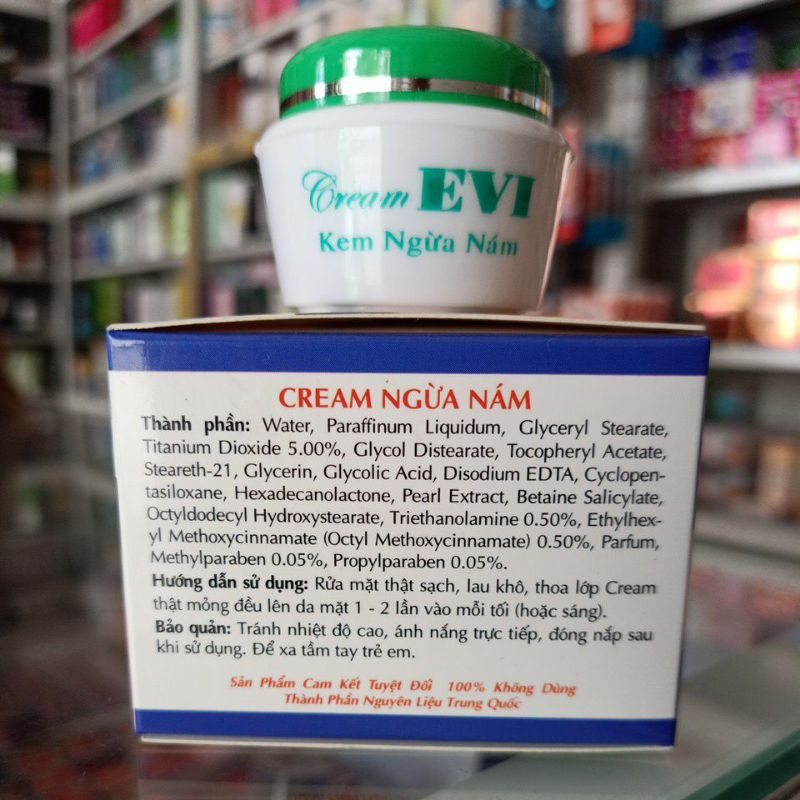 Cream EVI
Kem Ngừa Nám
CREAM NGỪA NÁM
Thành phần: Water, Paraffinum Liquidum, Glyceryl Stearate,
Titanium Dioxide 5.00%, Glycol Distearate, Tocopheryl Acetate,
Steareth-21, Glycerin, Glycolic Acid, Disodium EDTA, Cyclopen-
tasiloxane, Hexadecanolactone, Pearl Extract, Betaine Salicylate,
Octyldodecyl Hydroxystearate, Triethanolamine 0.50%, Ethylhex-
yl Methoxycinnamate (Octyl Methoxycinnamate) 0.50%, Parfum,
Methylparaben 0.05%, Propylparaben 0.05%.
Hướng dẫn sử dụng: Rửa mặt thật sạch, lau khô, thoa lớp Cream
thật mỏng đều lên da mặt 1 - 2 lần vào mỗi tối (hoặc sáng).
Bảo quản: Tránh nhiệt độ cao, ánh nắng trực tiếp, đóng nắp sau
khi sử dụng. Để xa tầm tay trẻ em.
Sản Phẩm Cam Kết Tuyệt Đối 100% Không Dùng
Thành Phần Nguyên Liệu Trung Quốc